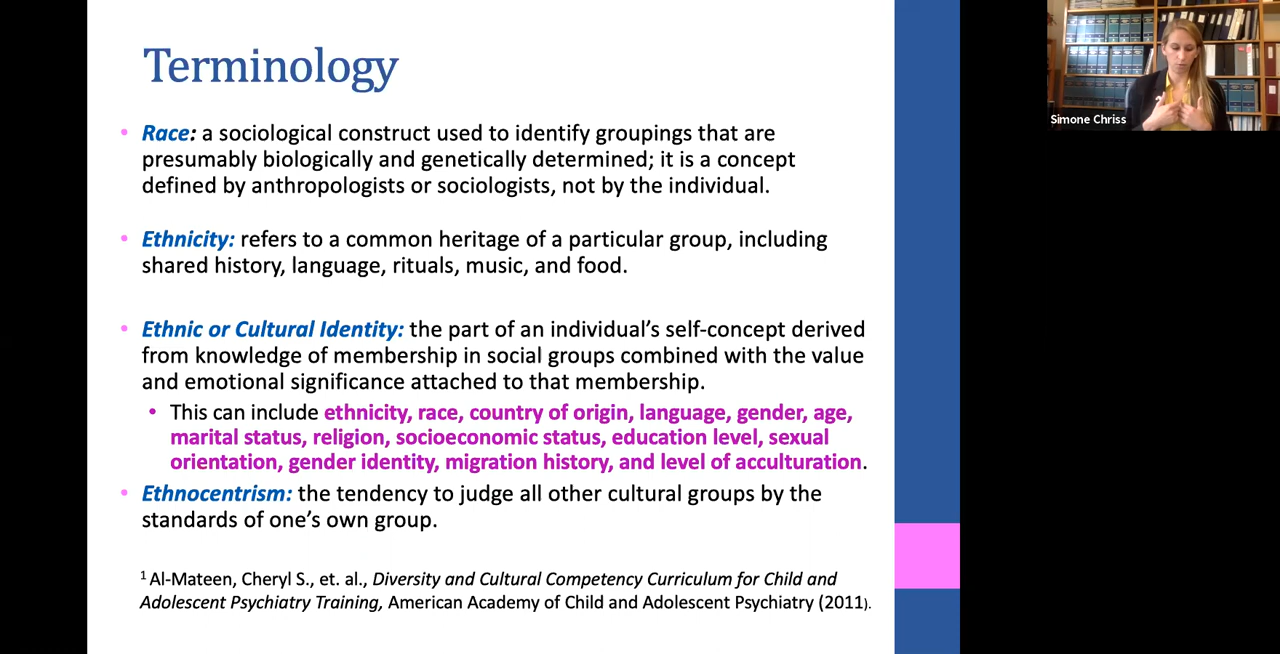 Terminology
• Race: a sociological construct used to identify groupings that are
presumably biologically and genetically determined; it is a concept
defined by anthropologists or sociologists, not by the individual.
• Ethnicity: refers to a common heritage of a particular group, including
shared history, language, rituals, music, and food.
• Ethnic or Cultural Identity: the part of an individual’s self-concept derived
from knowledge of membership in social groups combined with the value
and emotional significance attached to that membership.
• This can include ethnicity, race, country of origin, language, gender, age,
marital status, religion, socioeconomic status, education level, sexual
orientation, gender identity, migration history, and level of acculturation.
• Ethnocentrism: the tendency to judge all other cultural groups by the
standards of one’s own group.
1 Al-Mateen, Cheryl S., et. al., Diversity and Cultural Competency Curriculum for Child and
Adolescent Psychiatry Training, American Academy of Child and Adolescent Psychiatry (2011).
Simone Chriss